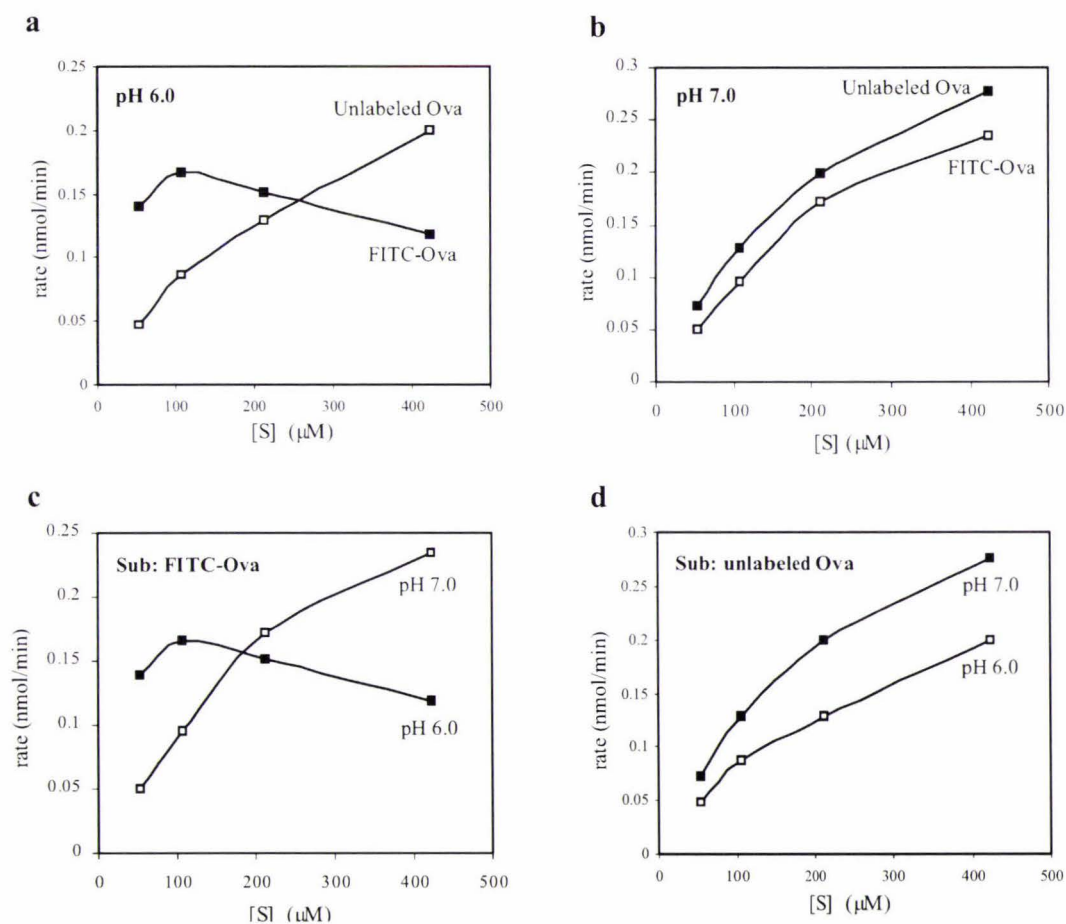 a
pH 6.0
Unlabeled Ova
FITC-Ova
rate (nmol/min)
0.25
0.2
0.15
0.1
0.05
0
0 100 200 300 400 500
[S] (µM)
b
pH 7.0
Unlabeled Ova
FITC-Ova
rate (nmol/min)
0.3
0.25
0.2
0.15
0.1
0.05
0
0 100 200 300 400 500
[S] (µM)
c
Sub: FITC-Ova
pH 7.0
pH 6.0
rate (nmol/min)
0.25
0.2
0.15
0.1
0.05
0
0 100 200 300 400 500
[S] (µM)
d
Sub: unlabeled Ova
pH 7.0
pH 6.0
rate (nmol/min)
0.3
0.25
0.2
0.15
0.1
0.05
0
0 100 200 300 400 500
[S] (µM)